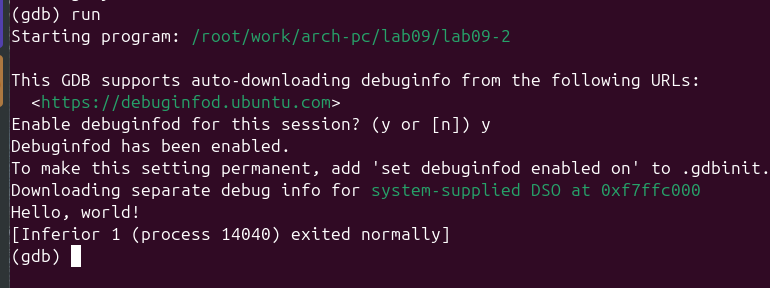 (gdb) run
Starting program: /root/work/arch-pc/lab09/lab09-2

This GDB supports auto-downloading debuginfo from the following URLs:
  <https://debuginfod.ubuntu.com>
Enable debuginfod for this session? (y or [n]) y
Debuginfod has been enabled.
To make this setting permanent, add 'set debuginfod enabled on' to .gdbinit.
Downloading separate debug info for system-supplied DSO at 0xf7ffc000
Hello, world!
[Inferior 1 (process 14040) exited normally]
(gdb)